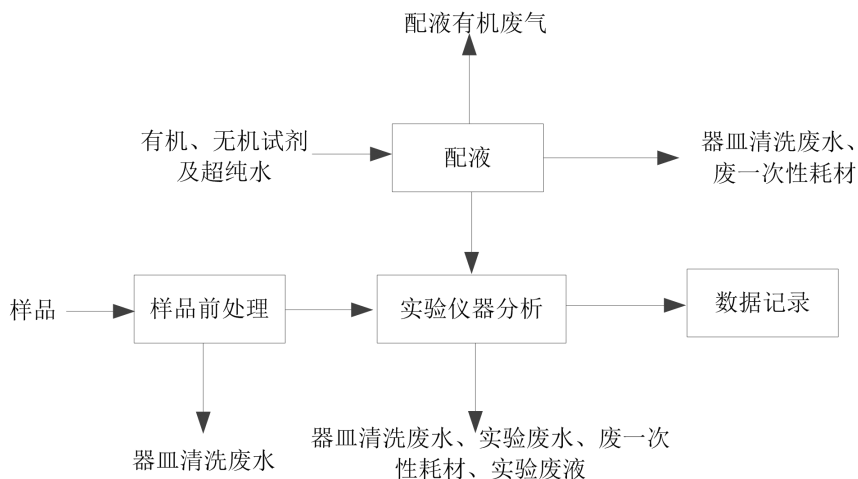 配液有机废气
有机、无机试剂
及超纯水
配液
器皿清洗废水、
废一次性耗材
样品
样品前处理
实验仪器分析
数据记录
器皿清洗废水
器皿清洗废水、实验废水、废一次
性耗材、实验废液